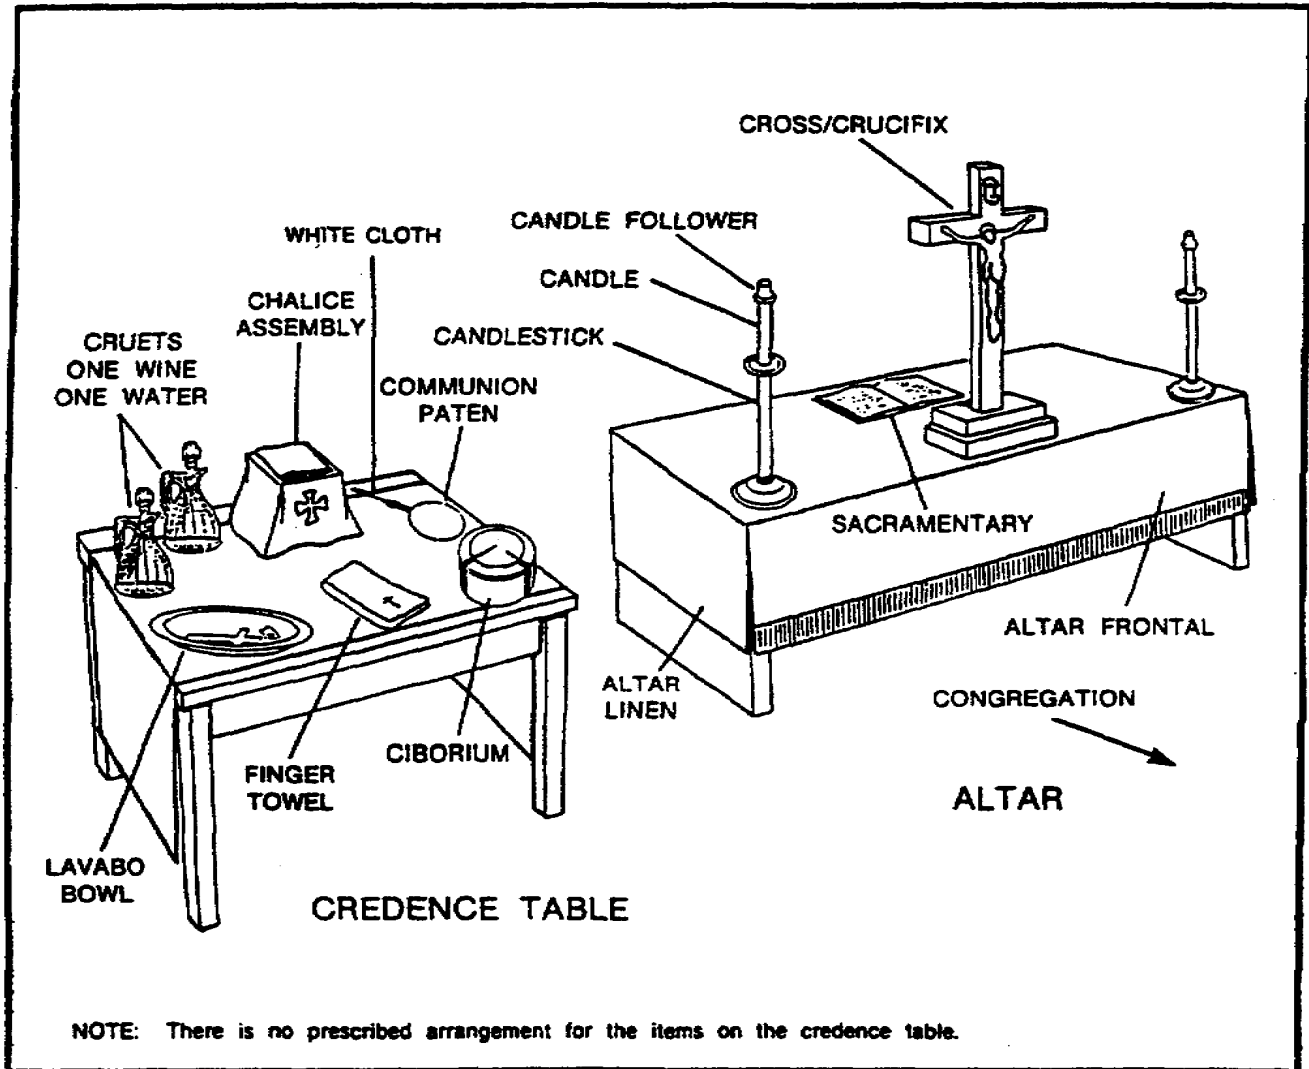 CROSS/CRUCIFIX
CANDLE FOLLOWER
WHITE CLOTH
CANDLE
CHALICE
ASSEMBLY
CANDLESTICK
CRUETS
ONE WINE
ONE WATER
COMMUNION
PATEN
SACRAMENTARY
ALTAR FRONTAL
ALTAR
LINEN
CONGREGATION
CIBORIUM
FINGER
TOWEL
ALTAR
LAVABO
BOWL
CREDENCE TABLE
NOTE: There is no prescribed arrangement for the items on the credence table.